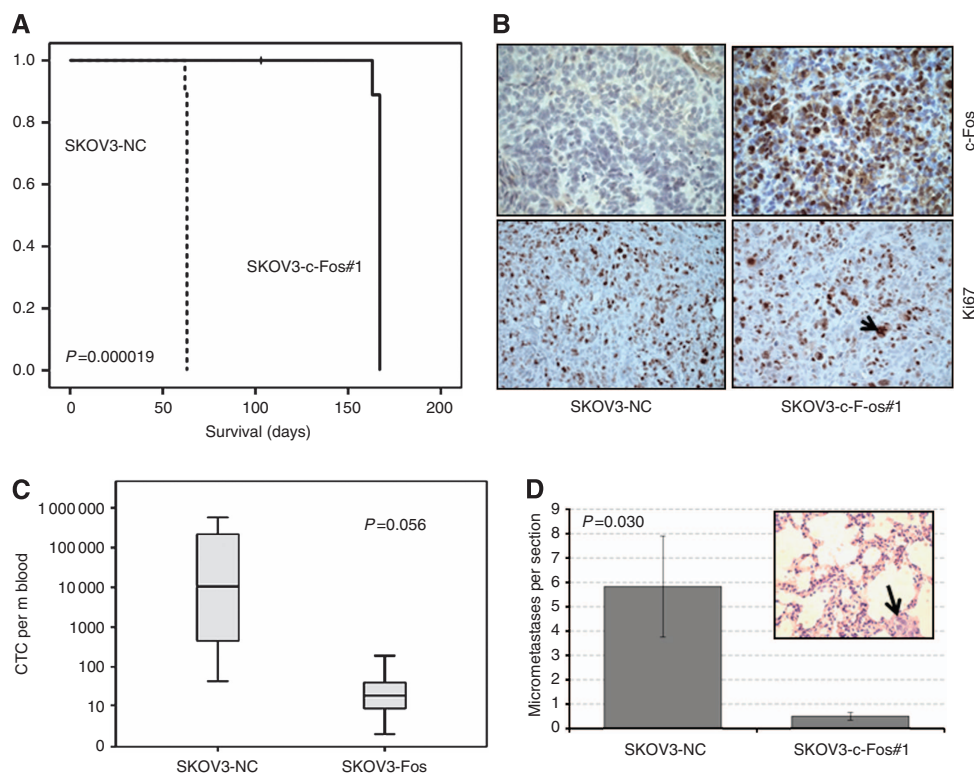 A
1.0
0.8
0.6
0.4
0.2
0.0
SKOV3-NC
SKOV3-c-Fos#1
P=0.000019
0 50 100 150 200
Survival (days)
B
c-Fos
Ki67
SKOV3-NC SKOV3-c-F-os#1
C
CTC per m blood
1 000 000
100 000
10 000
1000
100
10
0
P=0.056
SKOV3-NC SKOV3-Fos
D
Micrometastases per section
9
8
7
6
5
4
3
2
1
0
P=0.030
SKOV3-NC SKOV3-c-Fos#1